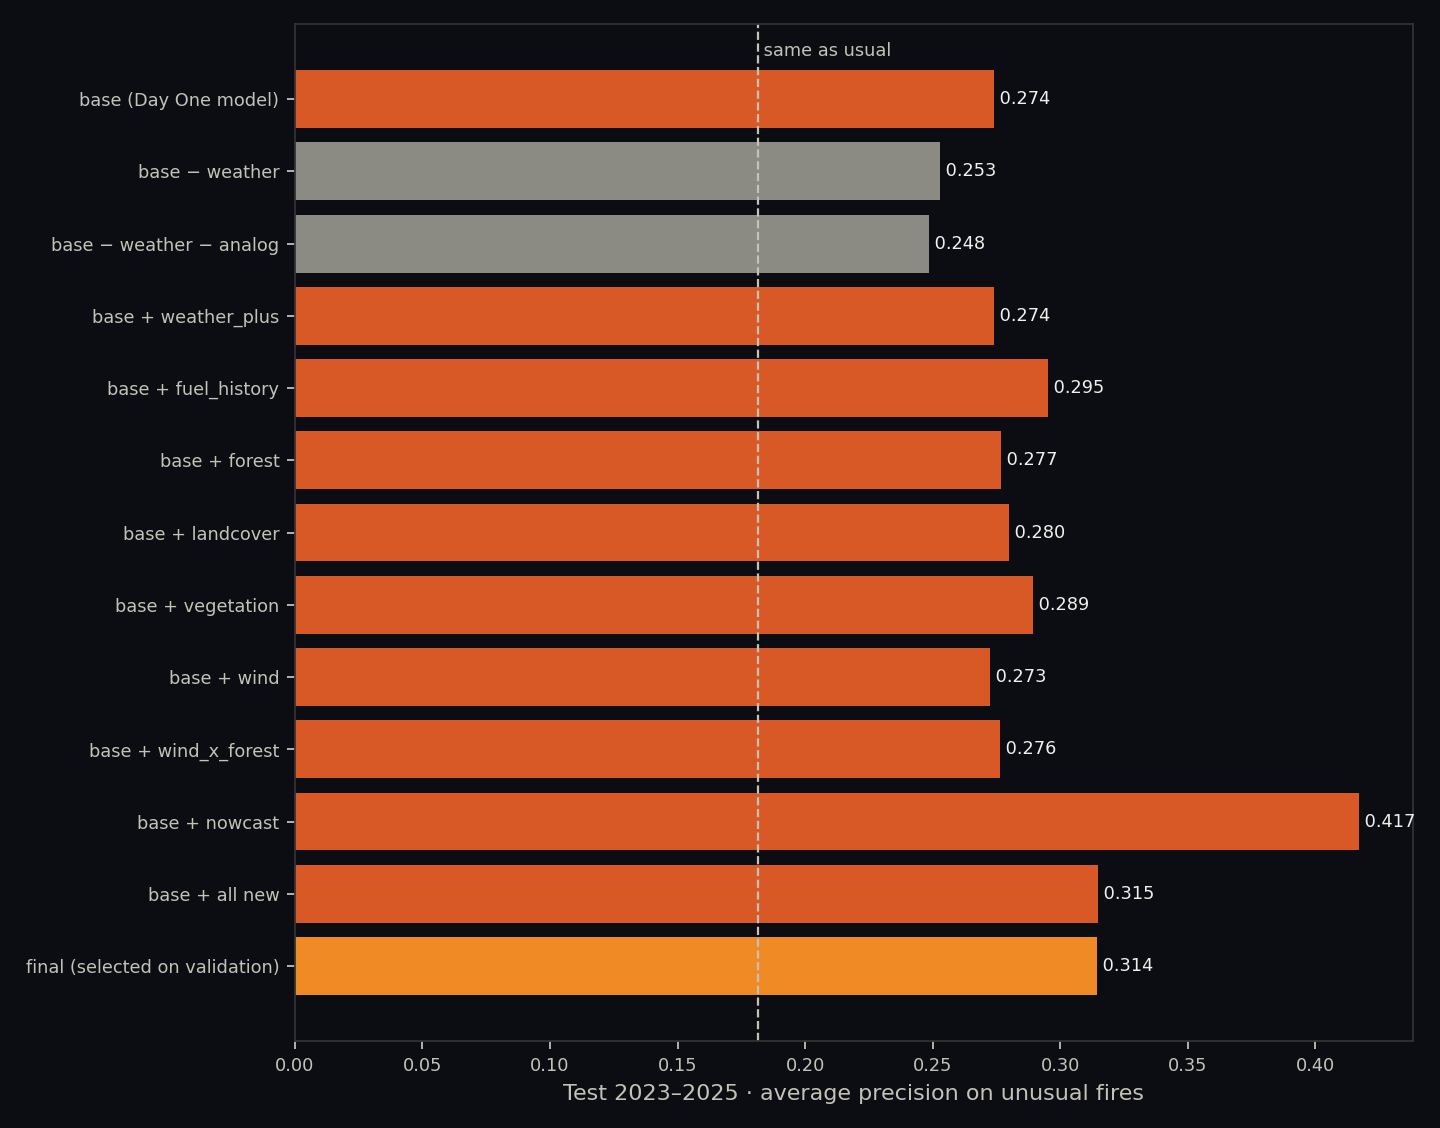 same as usual
base (Day One model) 0.274
base − weather 0.253
base − weather − analog 0.248
base + weather_plus 0.274
base + fuel_history 0.295
base + forest 0.277
base + landcover 0.280
base + vegetation 0.289
base + wind 0.273
base + wind_x_forest 0.276
base + nowcast 0.417
base + all new 0.315
final (selected on validation) 0.314
0.00 0.05 0.10 0.15 0.20 0.25 0.30 0.35 0.40
Test 2023–2025 · average precision on unusual fires